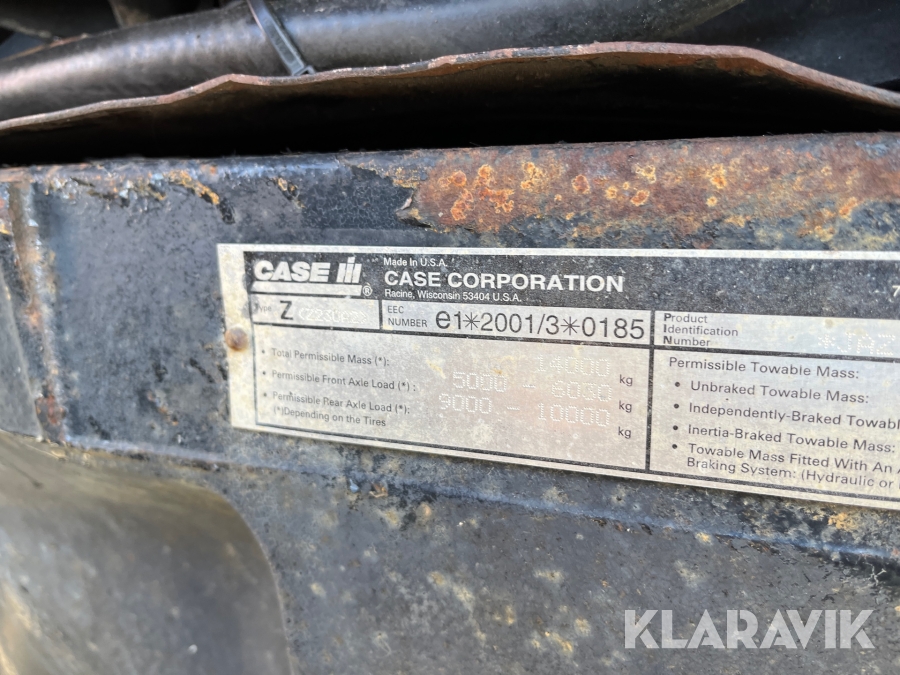 CASE IH ®
Made in U.S.A.
CASE CORPORATION
Racine, Wisconsin 53404 U.S.A.
7
Type Z
EEC NUMBER e1*2001/3*0185
Product Identification Number
• Total Permissible Mass (*): 14000 kg
• Permissible Front Axle Load (*): 5000 - 6030 kg
• Permissible Rear Axle Load (*): 9000 - 10000 kg
(*)Depending on the Tires
Permissible Towable Mass:
• Unbraked Towable Mass:
• Independently-Braked Towabl
• Inertia-Braked Towable Mass:
• Towable Mass Fitted With An A
Braking System: (Hydraulic or
KLARAVIK